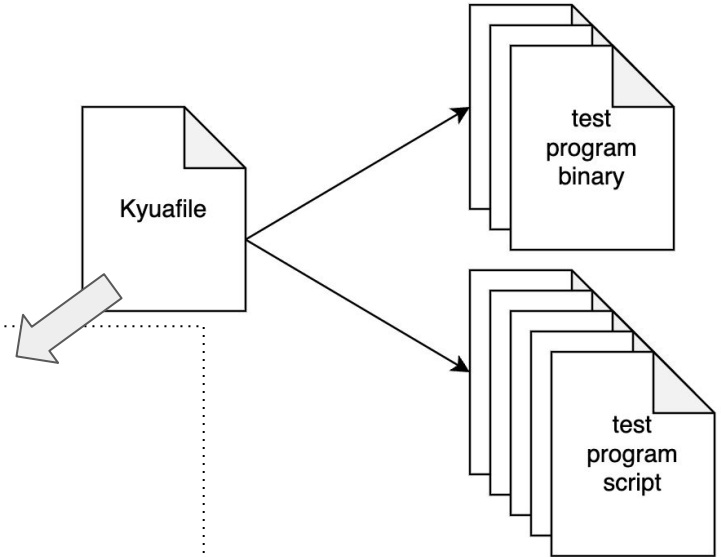 Kyuafile
test
program
binary
test
program
script